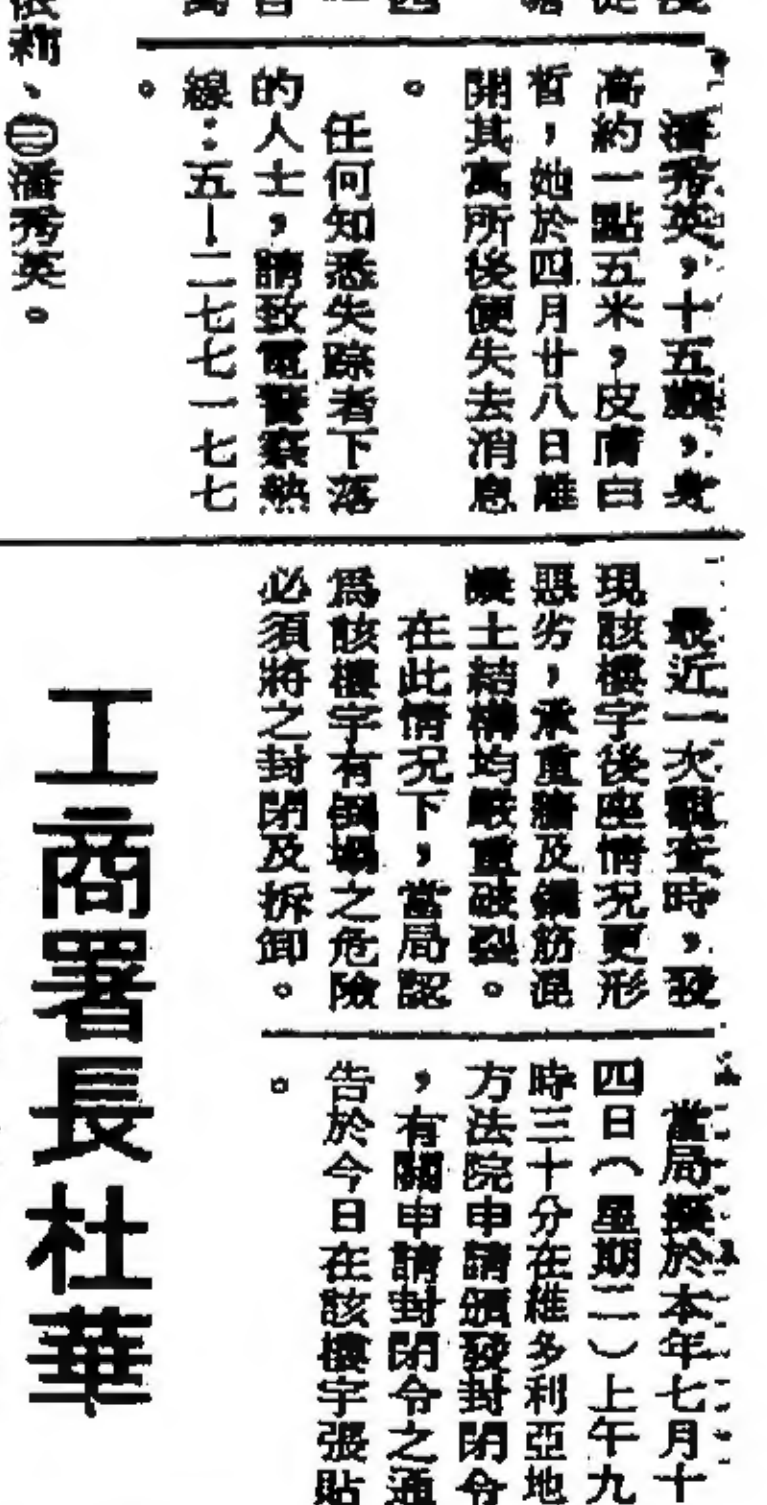 潘秀英，十五歲，身
高約一點五米，皮膚白
皙，她於四月廿八日離
開其寓所後便失去消息
。
任何知悉失踪者下落
的人士，請致電警察熱
線：五—二七七一七七
。
㊂潘秀英。
最近一次觀查時，發
現該樓宇後座情況更形
惡劣，承重牆及鋼筋混
凝土結構均嚴重破裂。
在此情況下，當局認
為該樓宇有倒塌之危險
必須將之封閉及拆卸。
當局擬於本年七月十
四日（星期二）上午九
時三十分在維多利亞地
方法院申請頒發封閉令
，有關申請封閉令之通
告於今日在該樓宇張貼
。
工商署長杜華